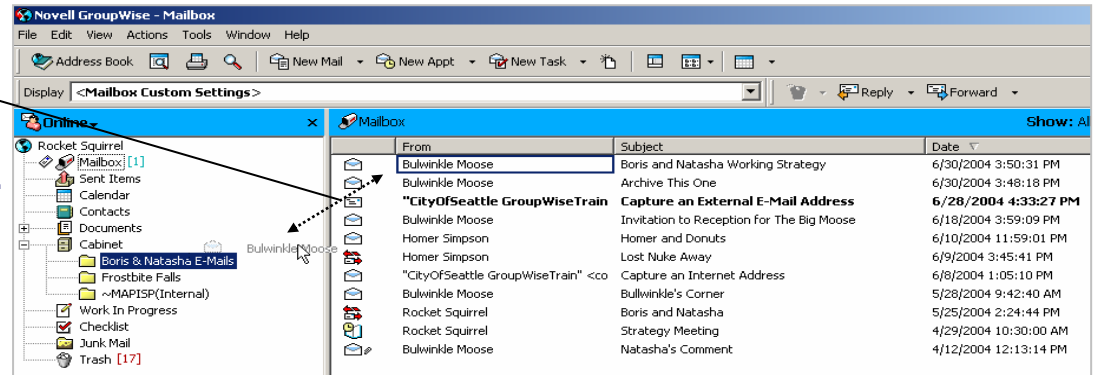 Novell GroupWise - Mailbox
File Edit View Actions Tools Window Help
Address Book New Mail New Appt New Task
Display <Mailbox Custom Settings> Reply Forward
Online Mailbox Show: Al
Rocket Squirrel From Subject Date
Mailbox [1] Bulwinkle Moose Boris and Natasha Working Strategy 6/30/2004 3:50:31 PM
Sent Items Bulwinkle Moose Archive This One 6/30/2004 3:48:18 PM
Calendar "CityOfSeattle GroupWiseTrain Capture an External E-Mail Address 6/28/2004 4:33:27 PM
Contacts Bulwinkle Moose Invitation to Reception for The Big Moose 6/18/2004 3:59:09 PM
Documents Homer Simpson Homer and Donuts 6/10/2004 11:59:01 PM
Cabinet Bulwinkle Moose Homer Simpson Lost Nuke Away 6/9/2004 3:45:41 PM
Boris & Natasha E-Mails "CityOfSeattle GroupWiseTrain" <co Capture an Internet Address 6/8/2004 1:05:10 PM
Frostbite Falls Bulwinkle Moose Bullwinkle's Corner 5/28/2004 9:42:40 AM
~MAPISP(Internal) Rocket Squirrel Boris and Natasha 5/25/2004 2:24:44 PM
Work In Progress Rocket Squirrel Strategy Meeting 4/29/2004 10:30:00 AM
Checklist Bulwinkle Moose Natasha's Comment 4/12/2004 12:13:14 PM
Junk Mail
Trash [17]